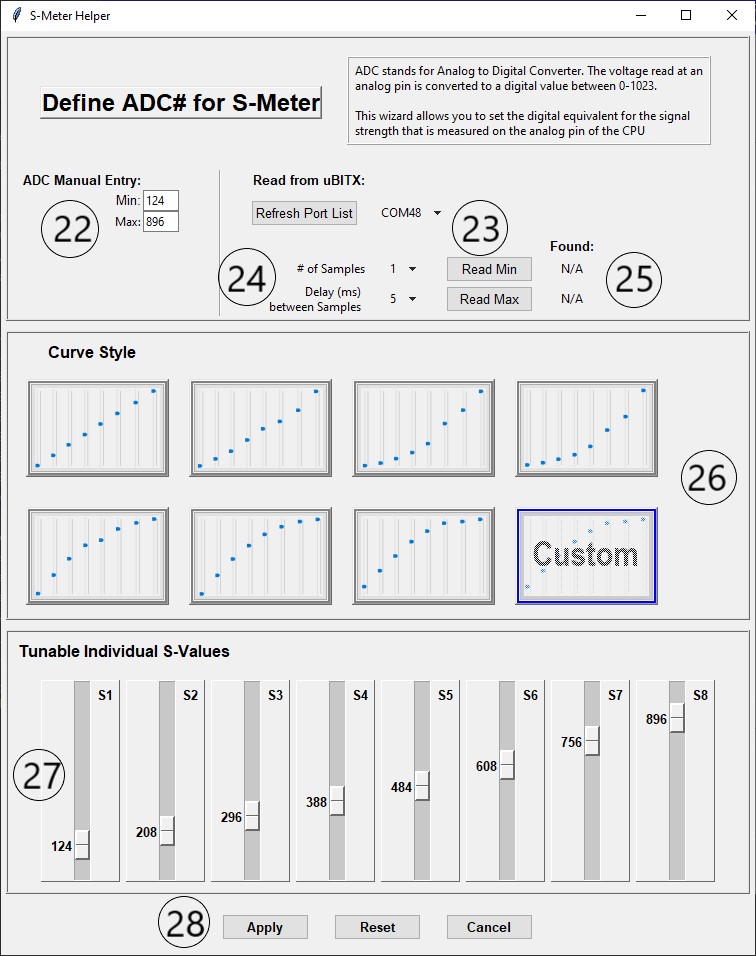 S-Meter Helper
Define ADC# for S-Meter
ADC stands for Analog to Digital Converter. The voltage read at an
analog pin is converted to a digital value between 0-1023.
This wizard allows you to set the digital equivalent for the signal
strength that is measured on the analog pin of the CPU
ADC Manual Entry:
Min: 124
Max: 896
22
Read from uBITX:
Refresh Port List COM48
23
Found:
24
# of Samples 1 Read Min N/A
Delay (ms)
between Samples 5 Read Max N/A
25
Curve Style
26
Custom
Tunable Individual S-Values
S1 S2 S3 S4 S5 S6 S7 S8
124 208 296 388 484 608 756 896
27
28
Apply Reset Cancel